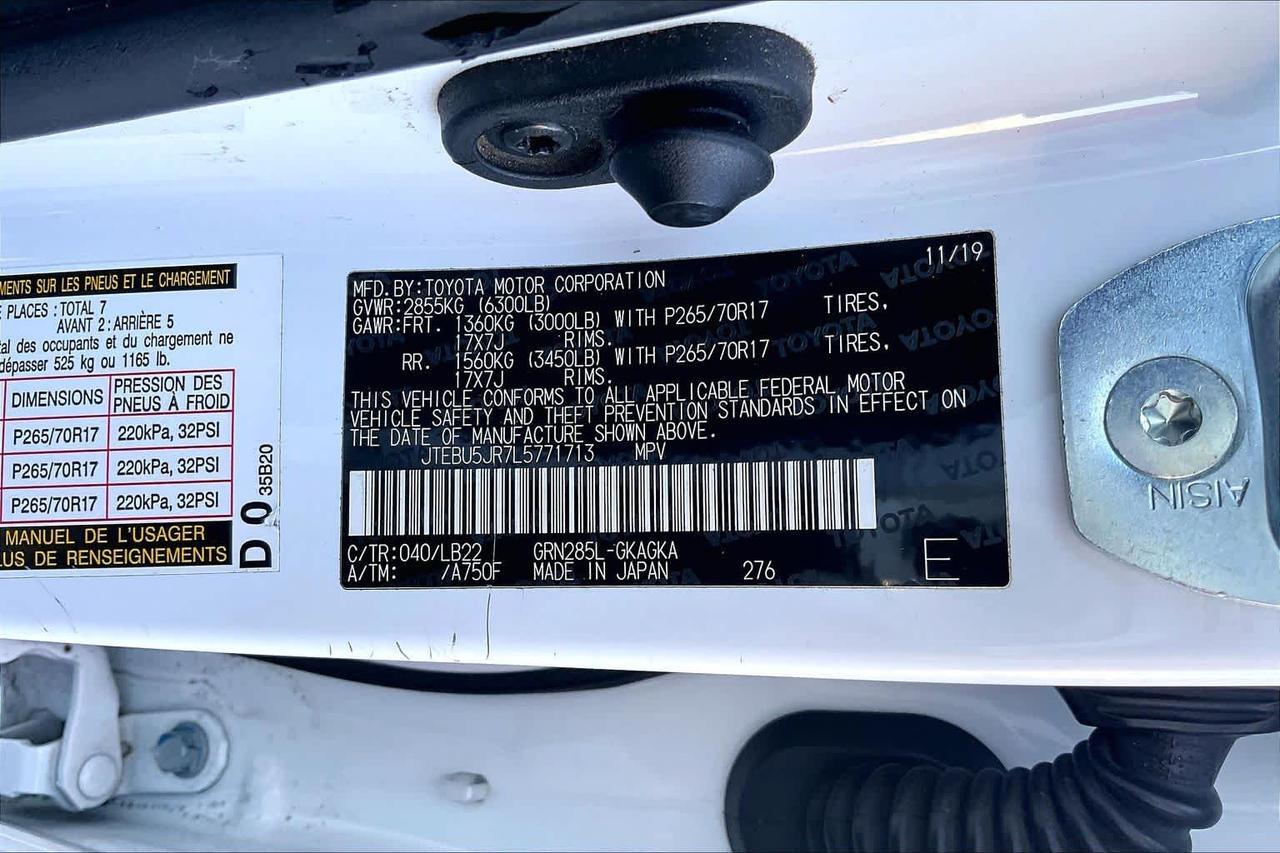 MENTS SUR LES PNEUS ET LE CHARGEMENT
PLACES: TOTAL 7
AVANT 2: ARRIÈRE 5
tal des occupants et du chargement ne
dépasser 525 kg ou 1165 lb.
DIMENSIONS PRESSION DES PNEUS À FROID
P265/70R17 220kPa, 32PSI
P265/70R17 220kPa, 32PSI
P265/70R17 220kPa, 32PSI
MANUEL DE L'USAGER
PLUS DE RENSEIGNEMENTS
D 0 35B20
11/19
MFD.BY:TOYOTA MOTOR CORPORATION
GVWR:2855KG (6300LB)
GAWR:FRT. 1360KG (3000LB) WITH P265/70R17 TIRES,
17X7J RIMS.
RR. 1560KG (3450LB) WITH P265/70R17 TIRES,
17X7J RIMS.
THIS VEHICLE CONFORMS TO ALL APPLICABLE FEDERAL MOTOR
VEHICLE SAFETY AND THEFT PREVENTION STANDARDS IN EFFECT ON
THE DATE OF MANUFACTURE SHOWN ABOVE.
JTEBU5JR7L5771713 MPV
C/TR:040/LB22 GRN285L-GKAGKA
A/TM: /A750F MADE IN JAPAN 276 E
AISIN